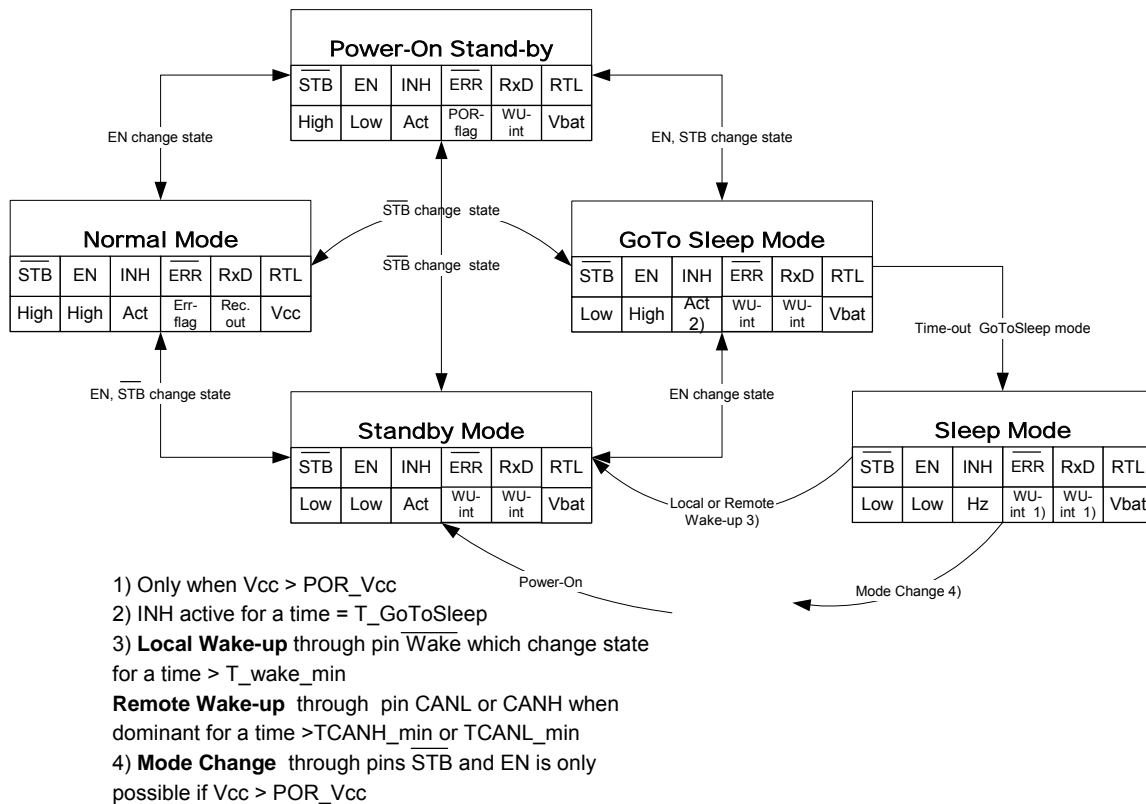 Power-On Stand-by
STB EN INH ERR RxD RTL
High Low Act POR-flag WU-int Vbat
EN change state
EN, STB change state
STB change state
STB change state
Normal Mode
STB EN INH ERR RxD RTL
High High Act Err-flag Rec. out Vcc
GoTo Sleep Mode
STB EN INH ERR RxD RTL
Low High Act 2) WU-int WU-int Vbat
Time-out GoToSleep mode
EN, STB change state
EN change state
Standby Mode
STB EN INH ERR RxD RTL
Low Low Act WU-int WU-int Vbat
Sleep Mode
STB EN INH ERR RxD RTL
Low Low Hz WU-int 1) WU-int 1) Vbat
Local or Remote
Wake-up 3)
Power-On
Mode Change 4)
1) Only when Vcc > POR_Vcc
2) INH active for a time = T_GoToSleep
3) Local Wake-up through pin Wake which change state
for a time > T_wake_min
Remote Wake-up through pin CANL or CANH when
dominant for a time >TCANH_min or TCANL_min
4) Mode Change through pins STB and EN is only
possible if Vcc > POR_Vcc